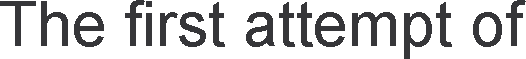 The first attempt of